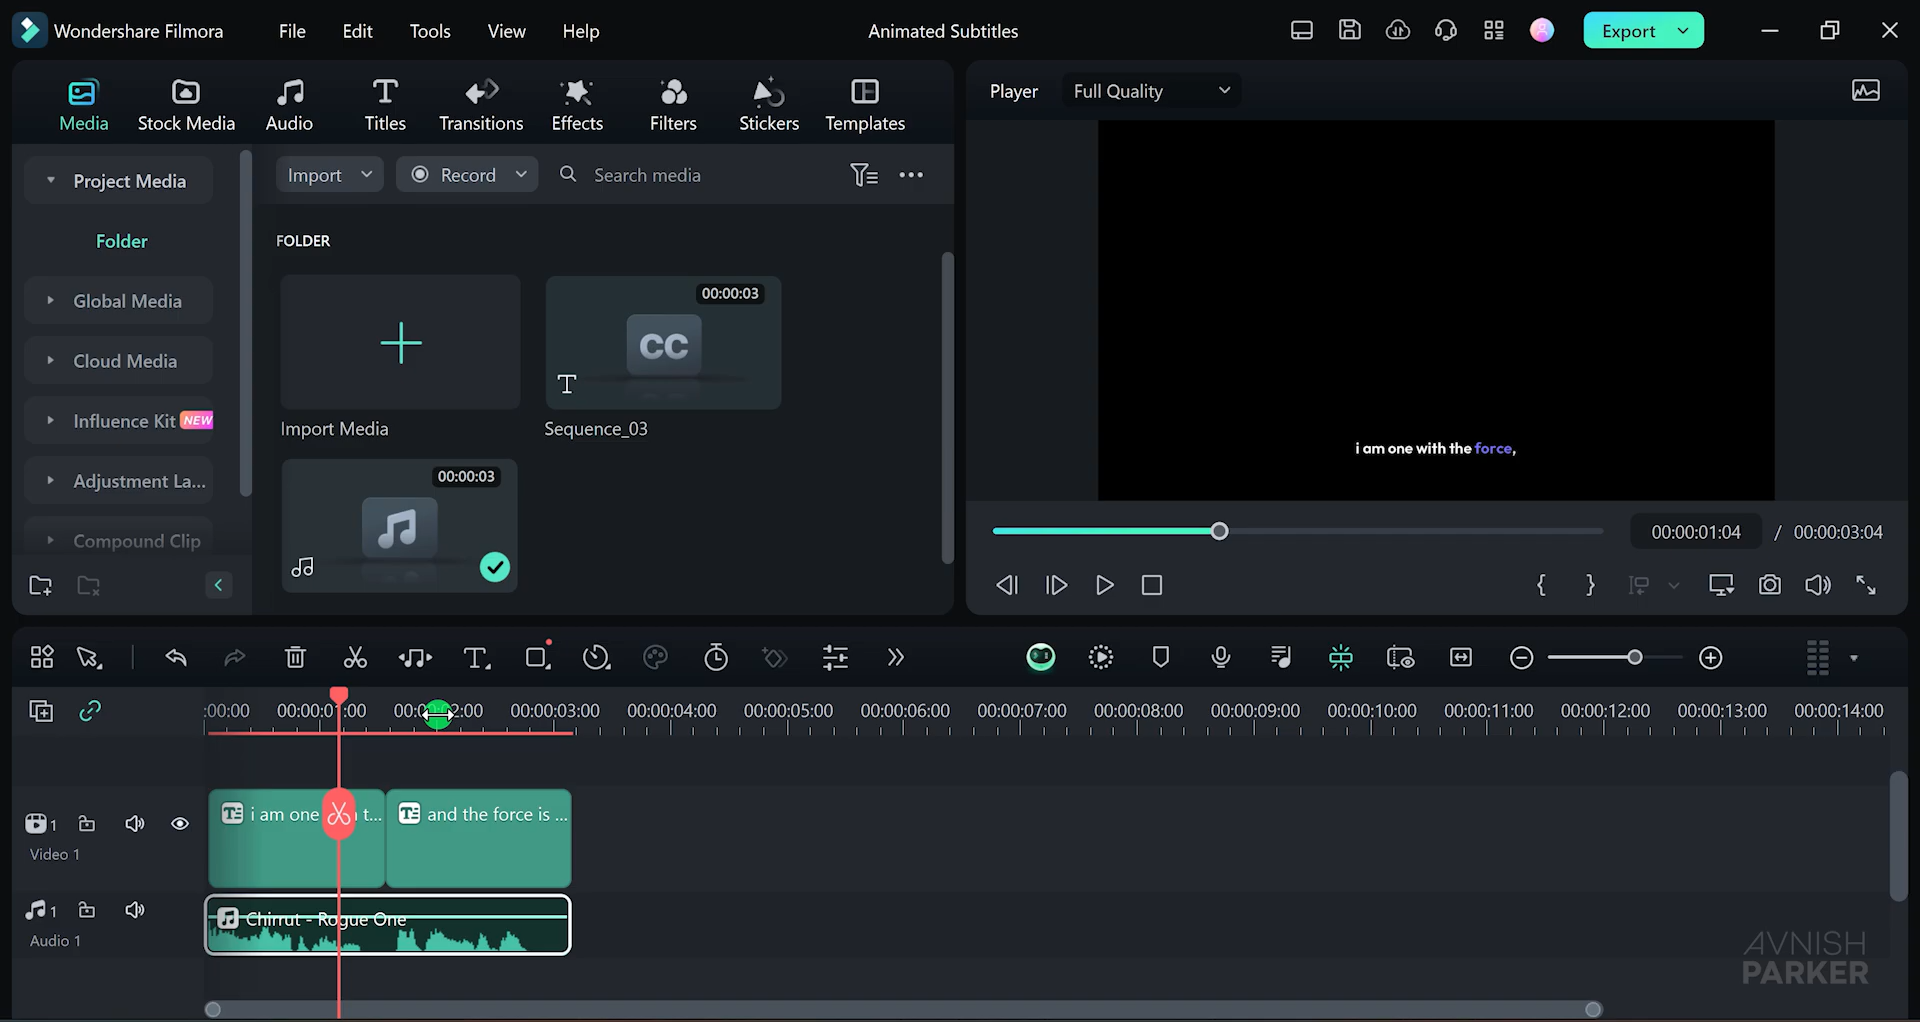 Wondershare Filmora
File
Edit
Tools
View
Help
Animated Subtitles
Export
Media
Stock Media
Audio
Titles
Transitions
Effects
Filters
Stickers
Templates
Player
Full Quality
Project Media
Folder
Global Media
Cloud Media
Influence Kit NEW
Adjustment La...
Compound Clip
Import
Record
Search media
FOLDER
Import Media
00:00:03
CC
T
Sequence_03
00:00:03
i am one with the force,
00:00:01:04 / 00:00:03:04
:00:00
00:00:01:00
00:00:02:00
00:00:03:00
00:00:04:00
00:00:05:00
00:00:06:00
00:00:07:00
00:00:08:00
00:00:09:00
00:00:10:00
00:00:11:00
00:00:12:00
00:00:13:00
00:00:14:00
1
Video 1
i am one
t...
and the force is ...
1
Audio 1
Chirrut - Rogue One
AVNISH
PARKER